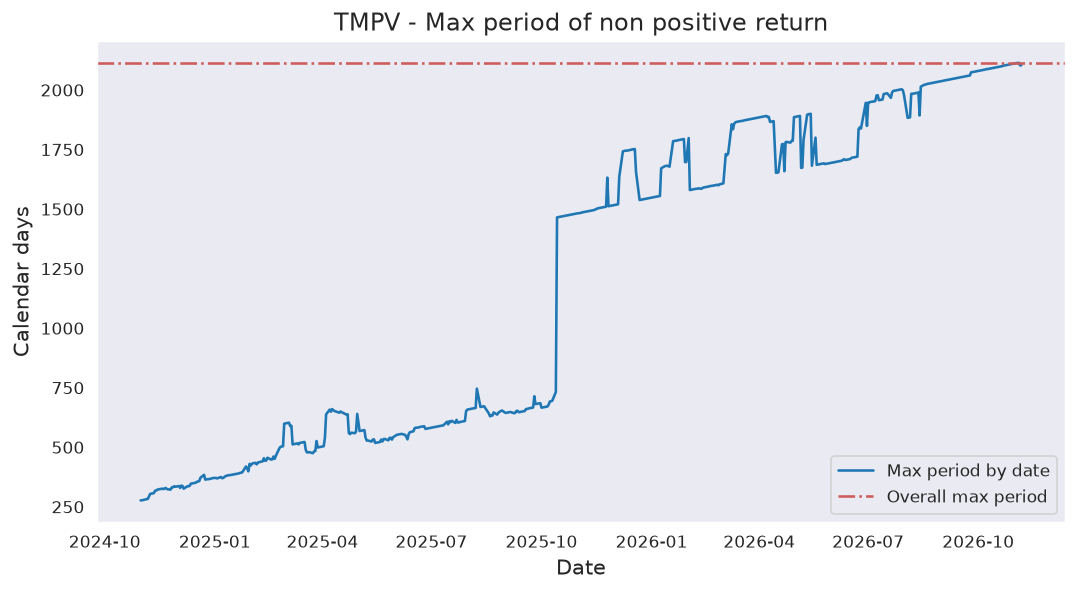 TMPV - Max period of non positive return
Calendar days
2000
1750
1500
1250
1000
750
500
250
Max period by date
Overall max period
2024-10 2025-01 2025-04 2025-07 2025-10 2026-01 2026-04 2026-07 2026-10
Date